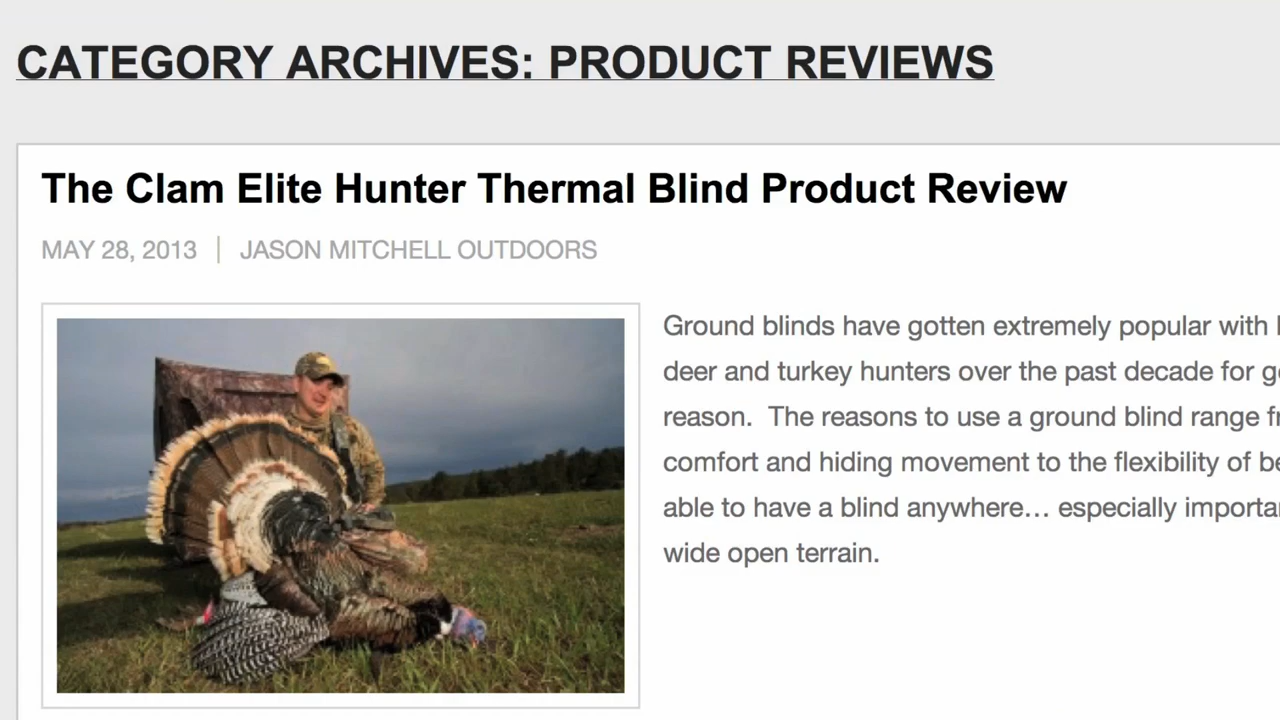 CATEGORY ARCHIVES: PRODUCT REVIEWS
The Clam Elite Hunter Thermal Blind Product Review
MAY 28, 2013 | JASON MITCHELL OUTDOORS
Ground blinds have gotten extremely popular with
deer and turkey hunters over the past decade for
reason. The reasons to use a ground blind range
comfort and hiding movement to the flexibility of
able to have a blind anywhere… especially
wide open terrain.